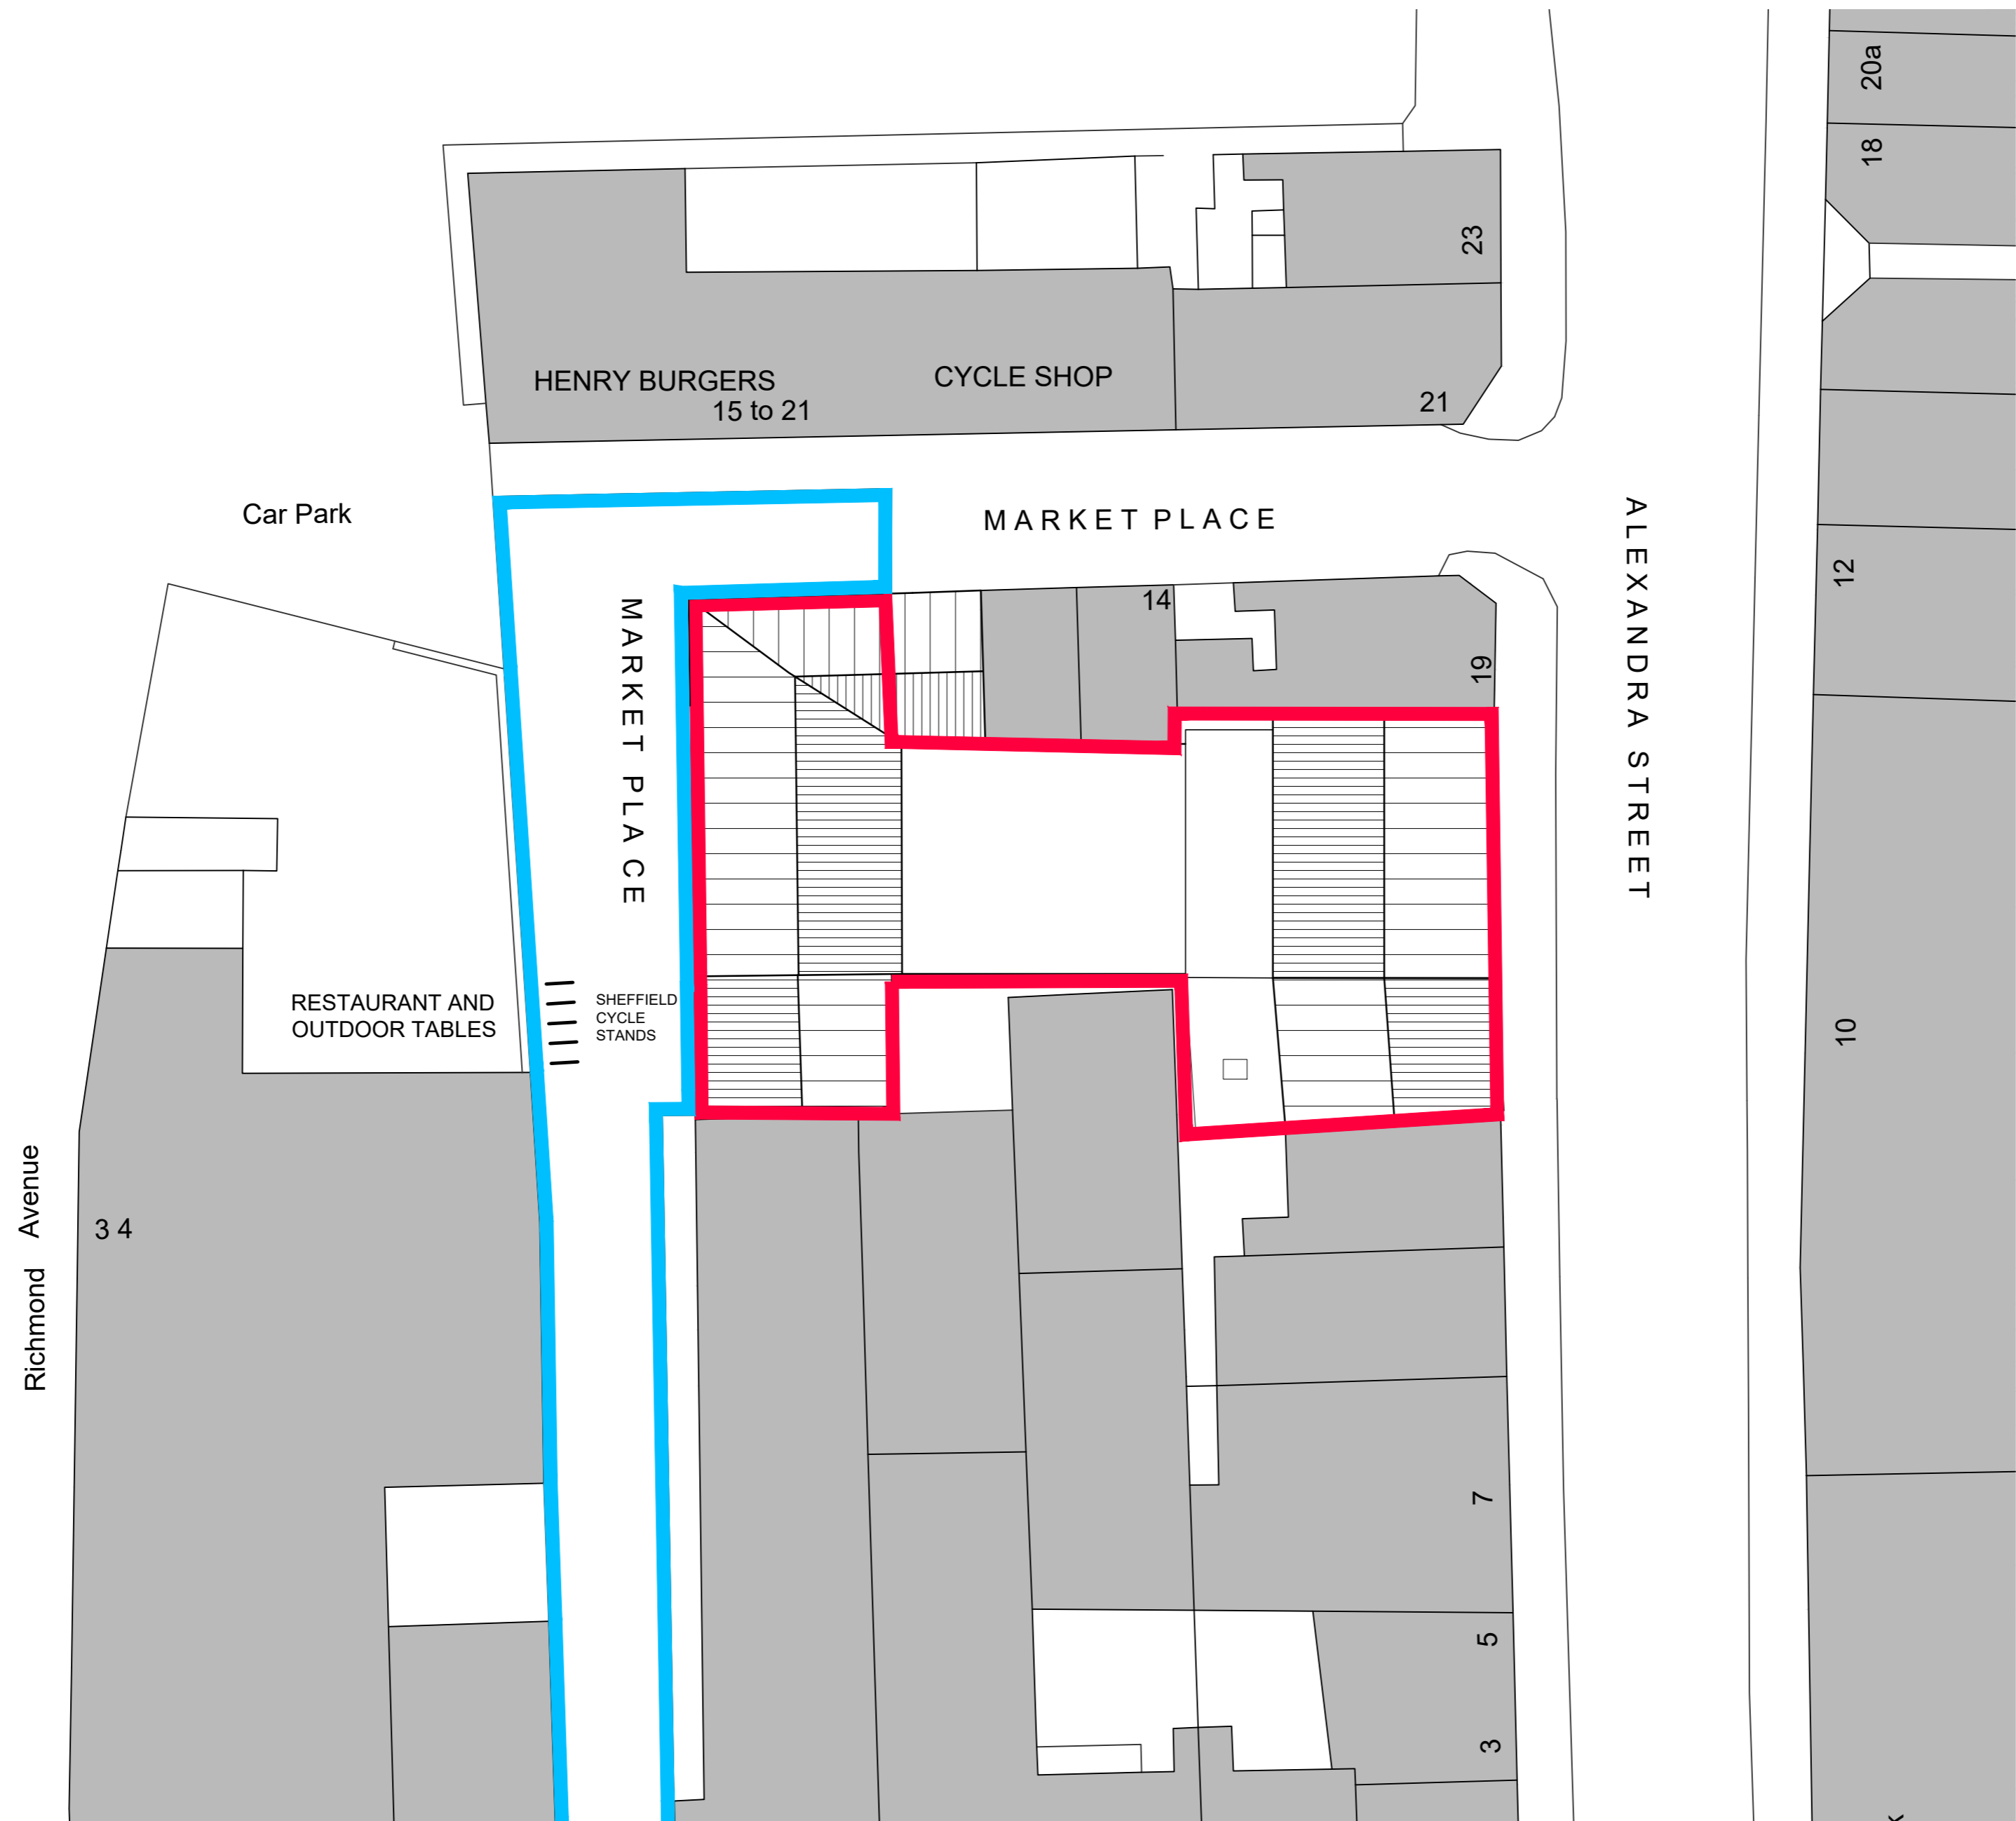 20a
18
23
HENRY BURGERS
CYCLE SHOP
15 to 21
21
Car Park
MARKET PLACE
ALEXANDRA STREET
12
14
MARKET PLACE
19
RESTAURANT AND
OUTDOOR TABLES
SHEFFIELD
CYCLE
STANDS
10
Richmond Avenue
3 4
7
5
3